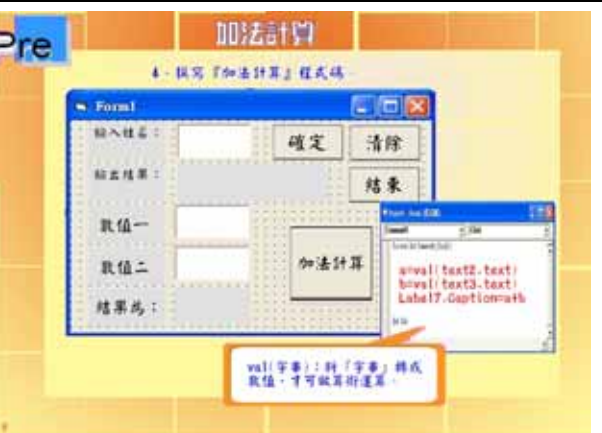 Pre
加法計算
4、撰寫『加法計算』程式碼
Form1
輸入姓名：
確定
清除
輸出結果：
結束
數值一
數值二
加法計算
結果為：
a=val(text2.text)
b=val(text3.text)
Label7.Caption=a+b
val(字串)：將「字串」轉成
數值，才可做算術運算。